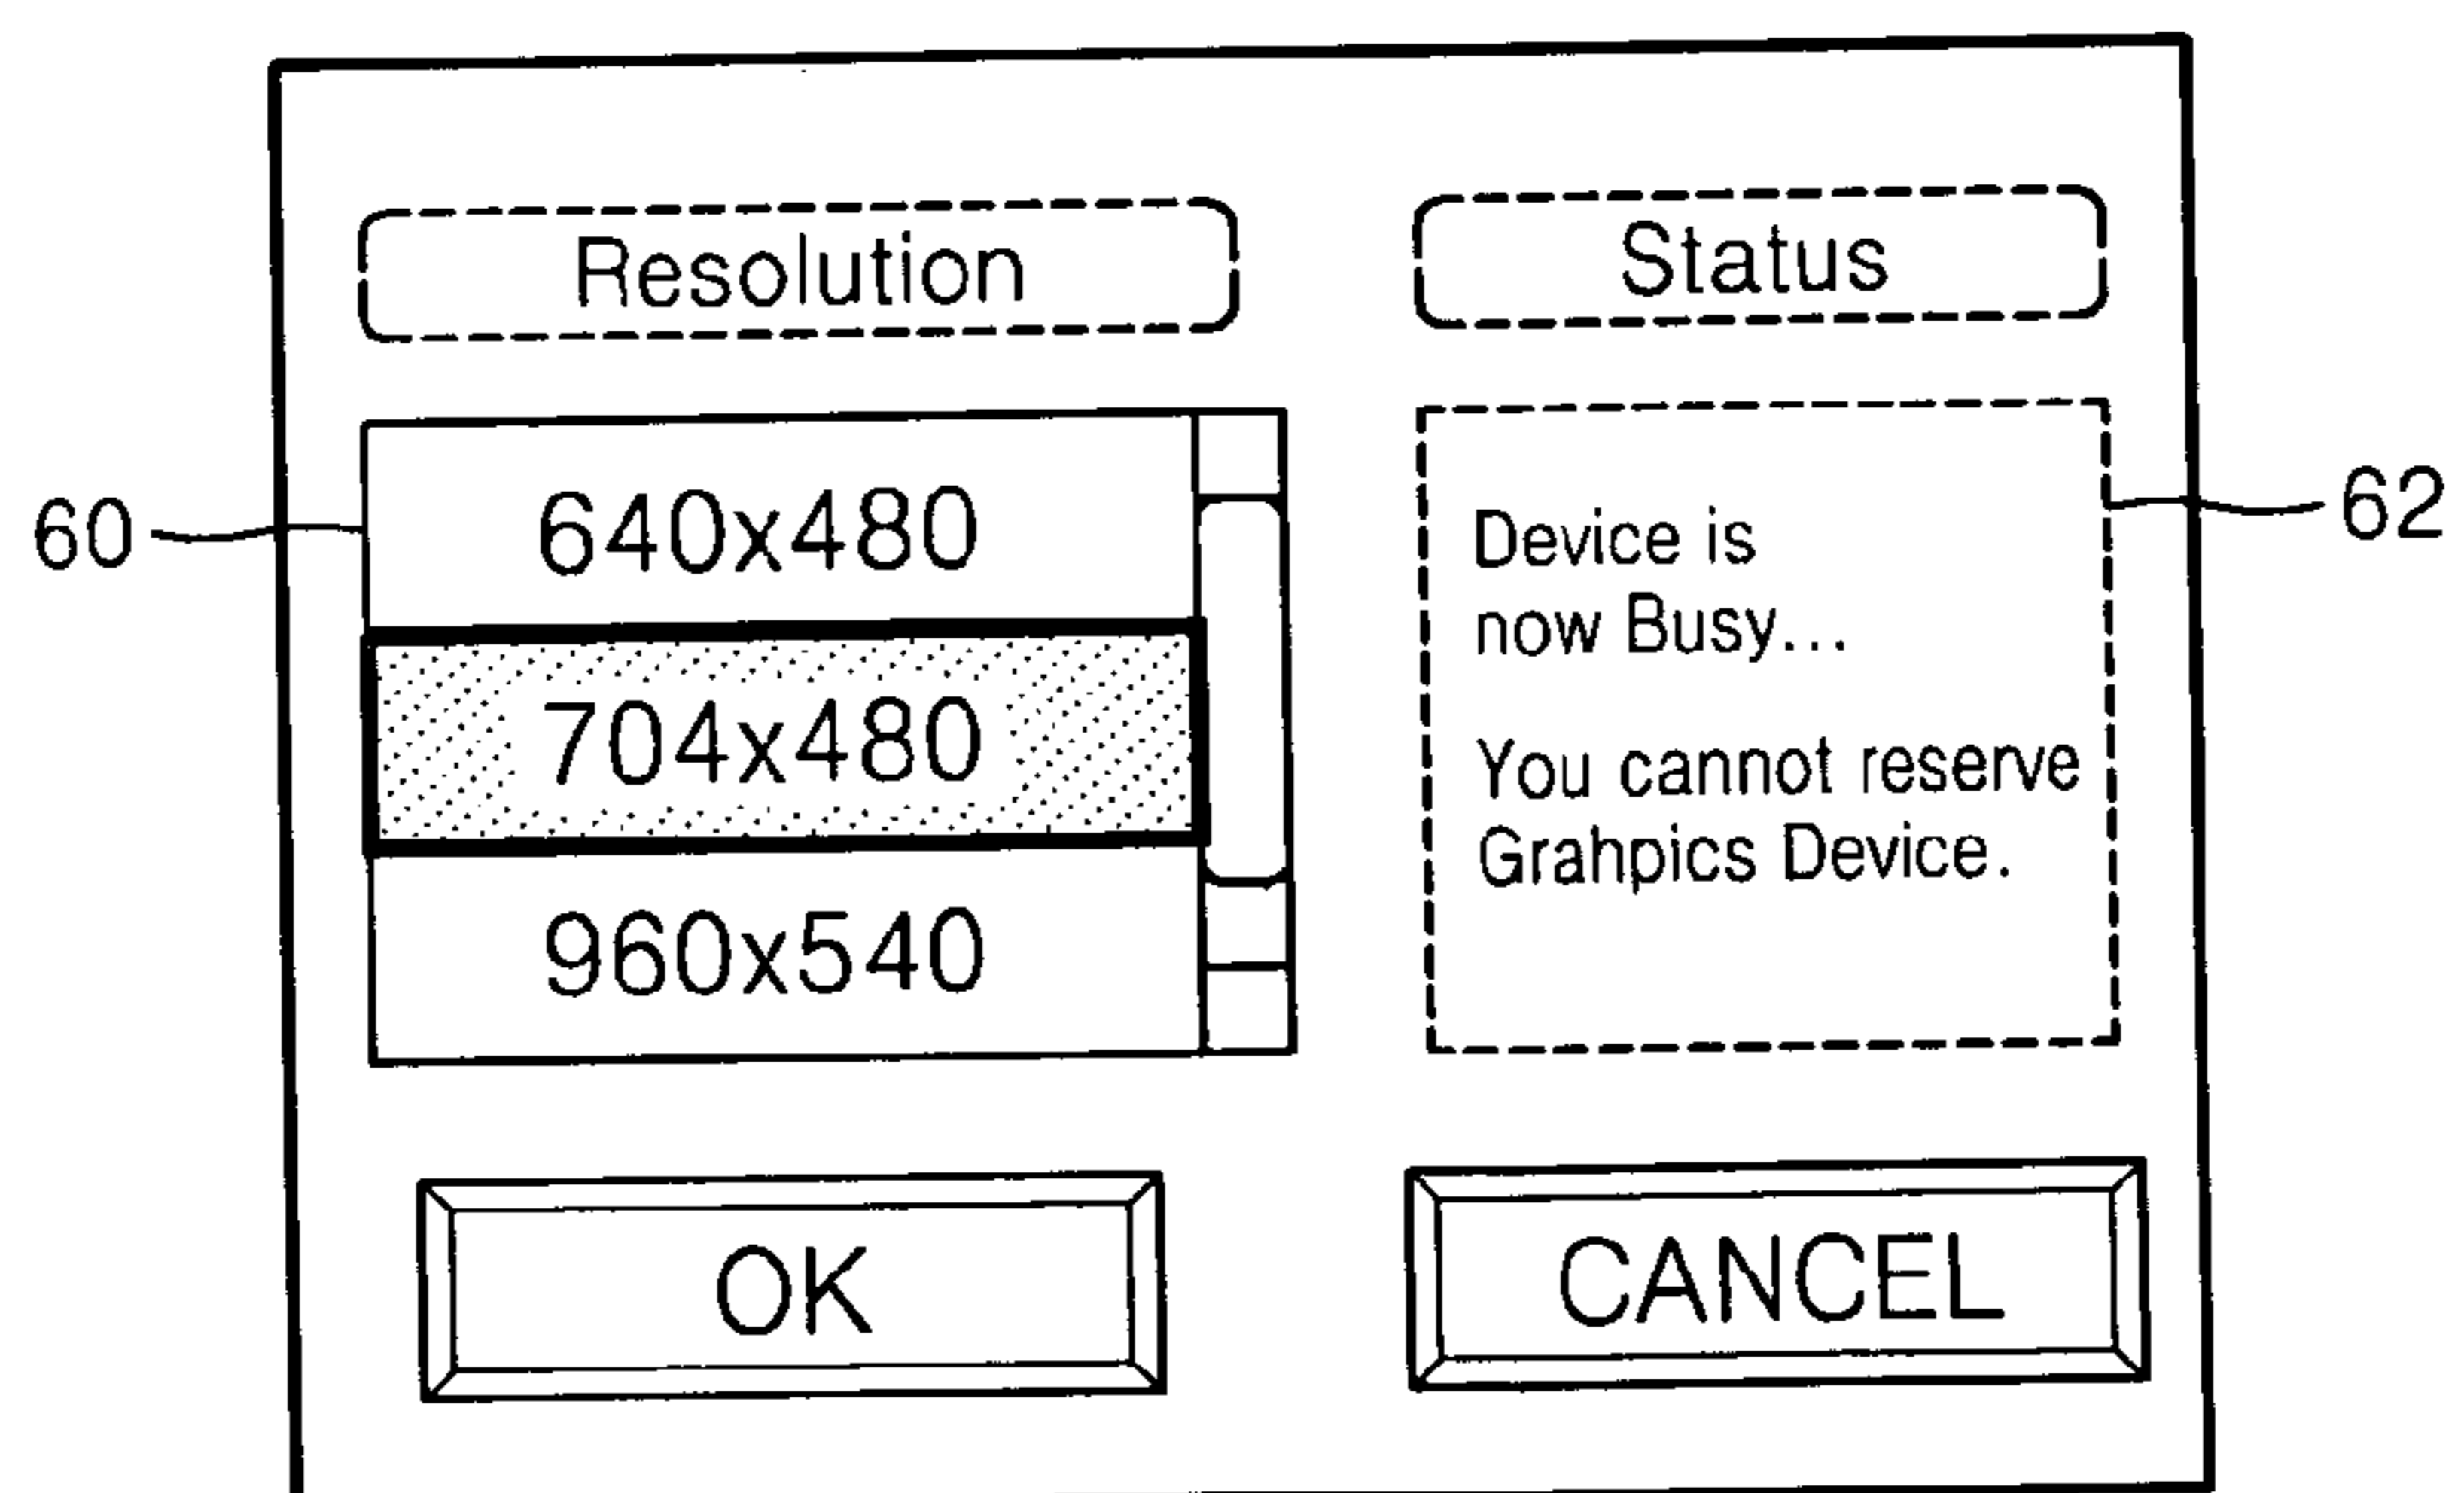 Resolution
Status
60
640x480
704x480
960x540
Device is
now Busy...
You cannot reserve
Grahpics Device.
62
OK
CANCEL